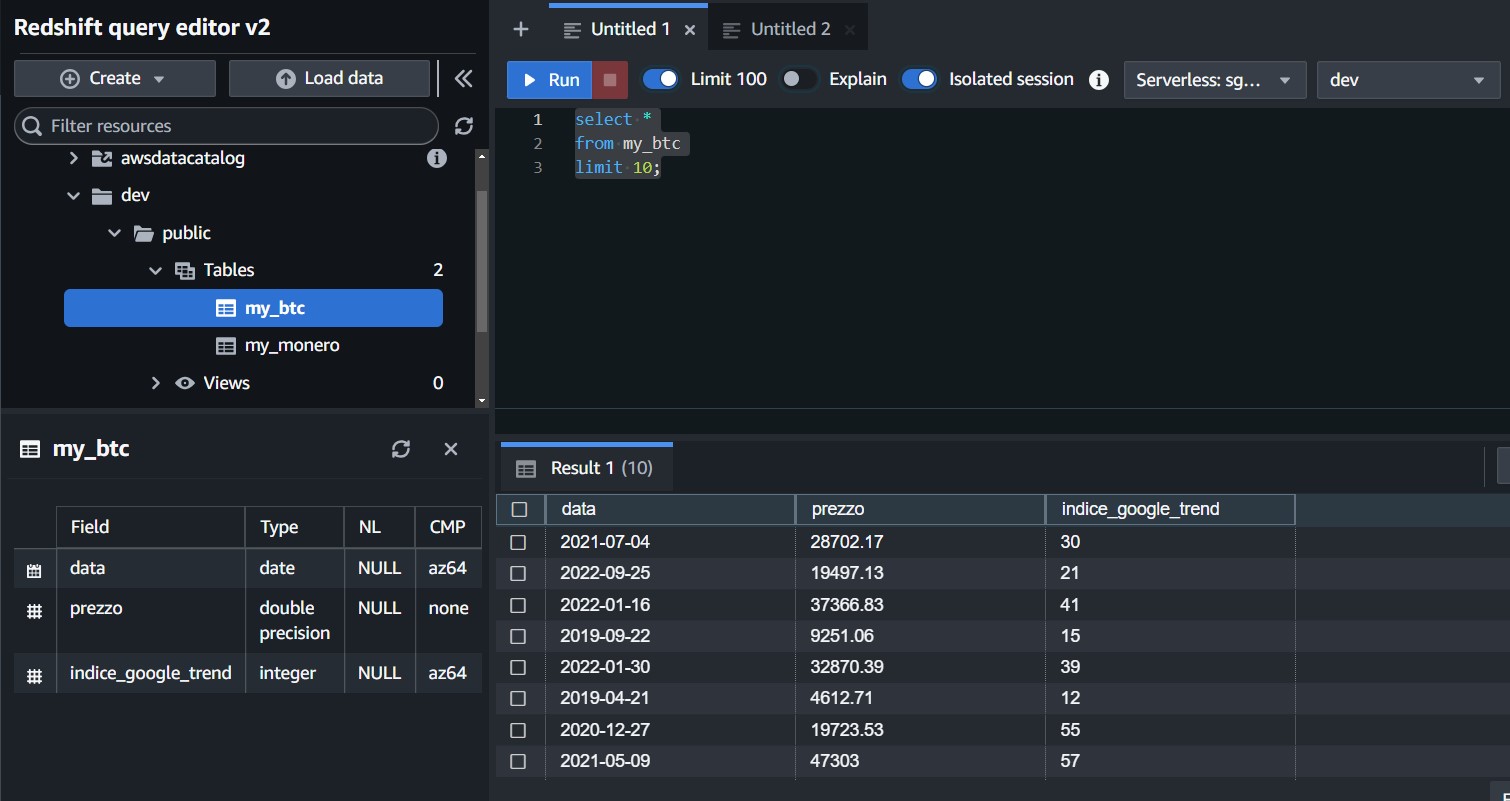 Redshift query editor v2
Create
Load data
Filter resources
awsdatacatalog
dev
public
Tables 2
my_btc
my_monero
Views 0
my_btc
Field Type NL CMP
data date NULL az64
prezzo double precision NULL none
indice_google_trend integer NULL az64
Untitled 1
Untitled 2
Run Limit 100 Explain Isolated session Serverless: sg... dev
1 select *
2 from my_btc
3 limit 10;
Result 1 (10)
data prezzo indice_google_trend
2021-07-04 28702.17 30
2022-09-25 19497.13 21
2022-01-16 37366.83 41
2019-09-22 9251.06 15
2022-01-30 32870.39 39
2019-04-21 4612.71 12
2020-12-27 19723.53 55
2021-05-09 47303 57